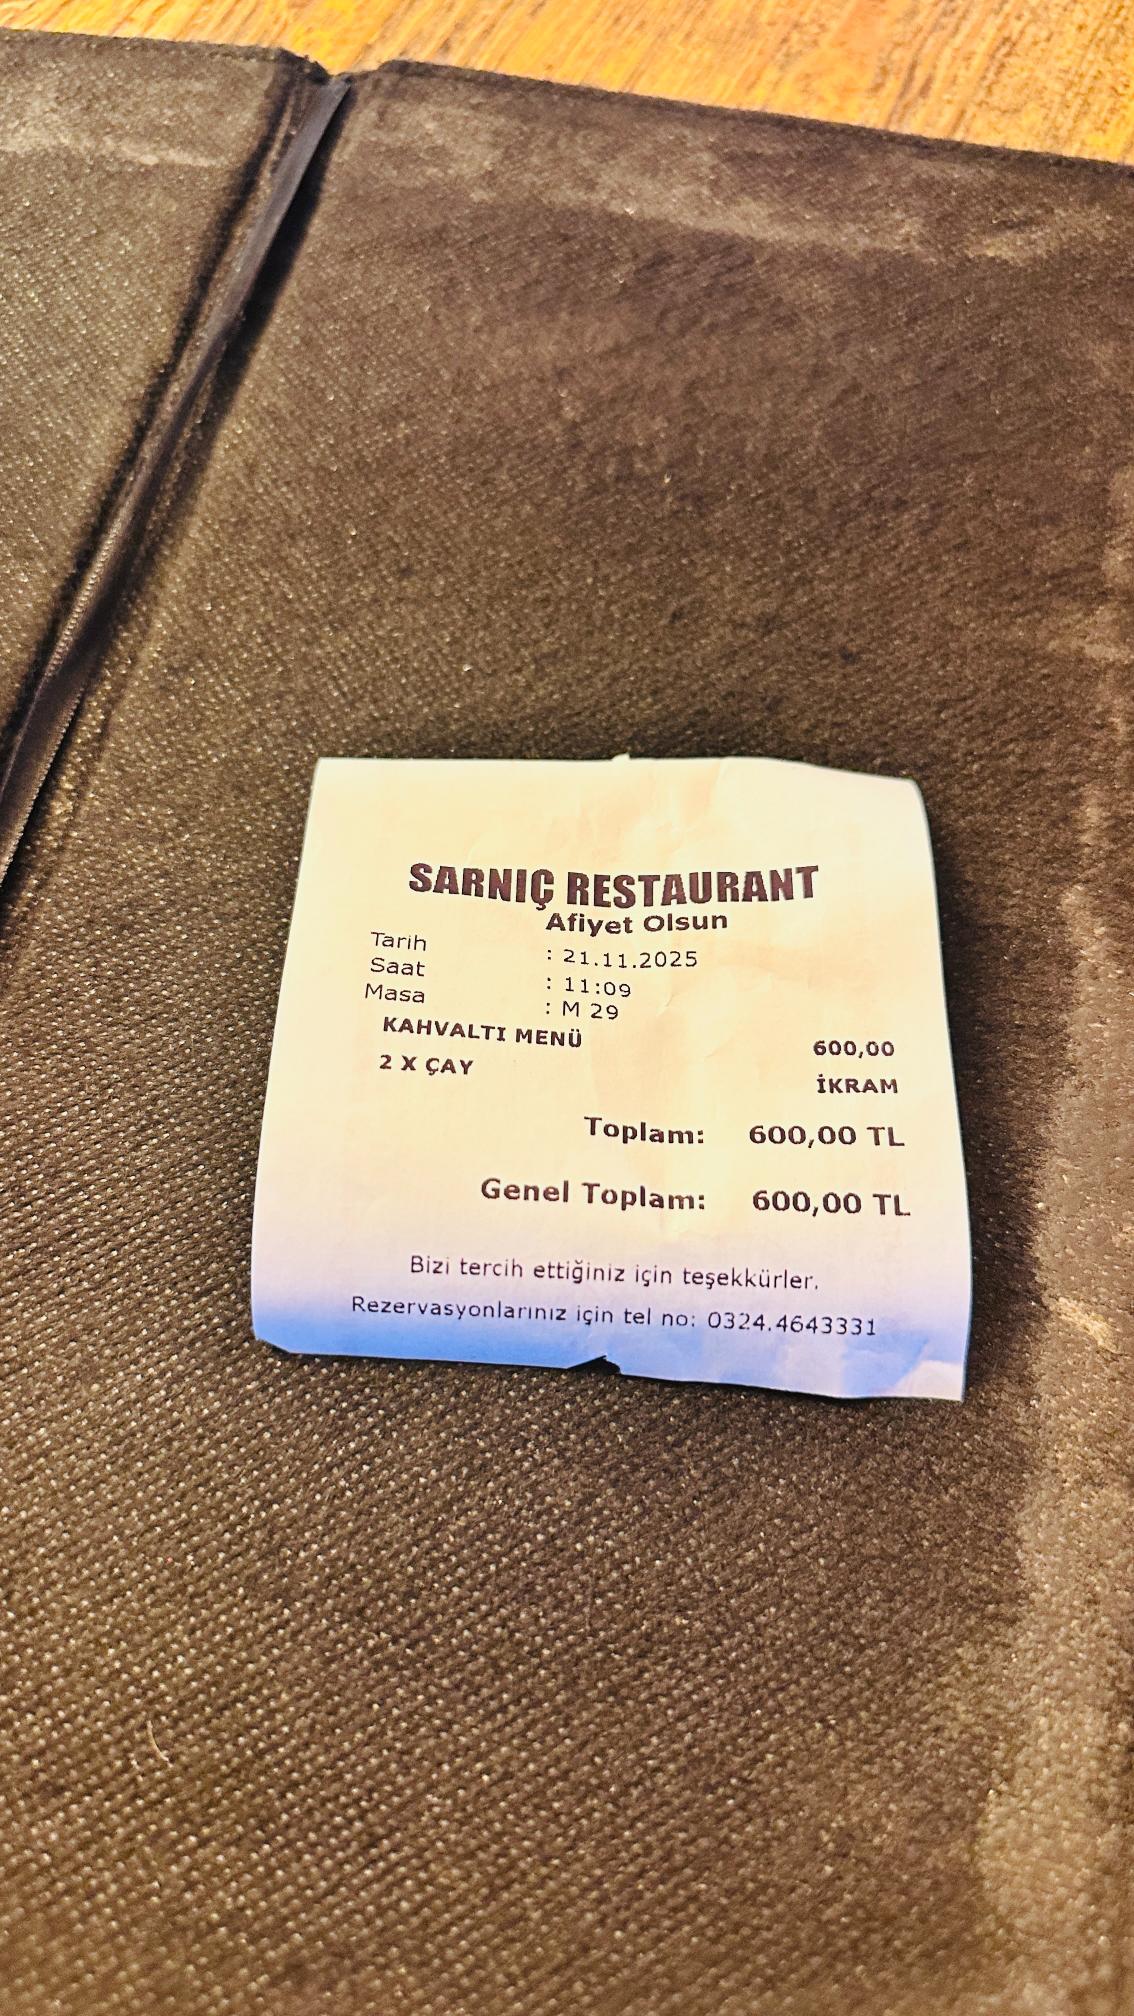 SARNIÇ RESTAURANT
Afiyet Olsun
Tarih : 21.11.2025
Saat : 11:09
Masa : M 29
KAHVALTI MENÜ 600,00
2 X ÇAY İKRAM
Toplam: 600,00 TL
Genel Toplam: 600,00 TL
Bizi tercih ettiğiniz için teşekkürler.
Rezervasyonlarınız için tel no: 0324.4643331